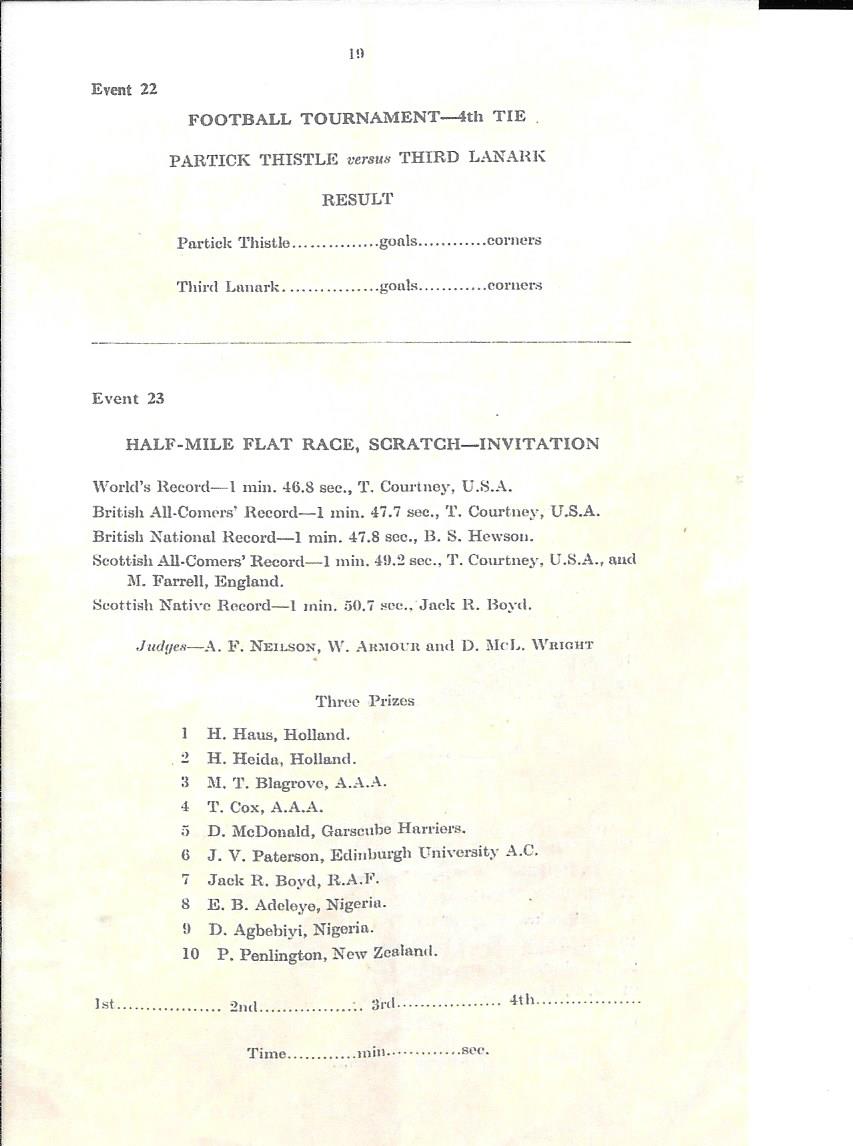 19
Event 22
FOOTBALL TOURNAMENT—4th TIE
PARTICK THISTLE versus THIRD LANARK
RESULT
Partick Thistle...............goals............corners
Third Lanark................goals............corners
Event 23
HALF-MILE FLAT RACE, SCRATCH—INVITATION
World's Record—1 min. 46.8 sec., T. Courtney, U.S.A.
British All-Comers' Record—1 min. 47.7 sec., T. Courtney, U.S.A.
British National Record—1 min. 47.8 sec., B. S. Hewson.
Scottish All-Comers' Record—1 min. 49.2 sec., T. Courtney, U.S.A., and
M. Farrell, England.
Scottish Native Record—1 min. 50.7 sec., Jack R. Boyd.
Judges—A. F. NEILSON, W. ARMOUR and D. MCL. WRIGHT
Three Prizes
1 H. Haus, Holland.
2 H. Heida, Holland.
3 M. T. Blagrove, A.A.A.
4 T. Cox, A.A.A.
5 D. McDonald, Garscube Harriers.
6 J. V. Paterson, Edinburgh University A.C.
7 Jack R. Boyd, R.A.F.
8 E. B. Adeleye, Nigeria.
9 D. Agbebiyi, Nigeria.
10 P. Penlington, New Zealand.
1st.................. 2nd.................. 3rd.................. 4th..................
Time............min.............sec.